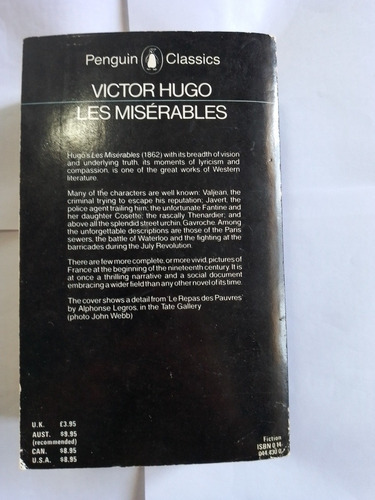 Penguin Classics
VICTOR HUGO
LES MISÉRABLES
Hugo's Les Misérables (1862) with its breadth of vision
and underlying truth, its moments of lyricism and
compassion, is one of the great works of Western
literature.
Many of the characters are well known: Valjean, the
criminal trying to escape his reputation; Javert, the
police agent trailing him; the unfortunate Fantine and
her daughter Cosette; the rascally Thenardier; and
above all the splendid street urchin, Gavroche. Among
the unforgettable descriptions are those of the Paris
sewers, the battle of Waterloo and the fighting at the
barricades during the July Revolution.
There are few more complete, or more vivid, pictures of
France at the beginning of the nineteenth century. It is
at once a thrilling narrative and a social document
embracing a wider field than any other novel of its time.
The cover shows a detail from 'Le Repas des Pauvres'
by Alphonse Legros, in the Tate Gallery
(photo John Webb)
U.K. £3.95
AUST. $9.95
(recommended)
CAN. $8.95
U.S.A. $8.95
Fiction
ISBN 0 14
044.430 0